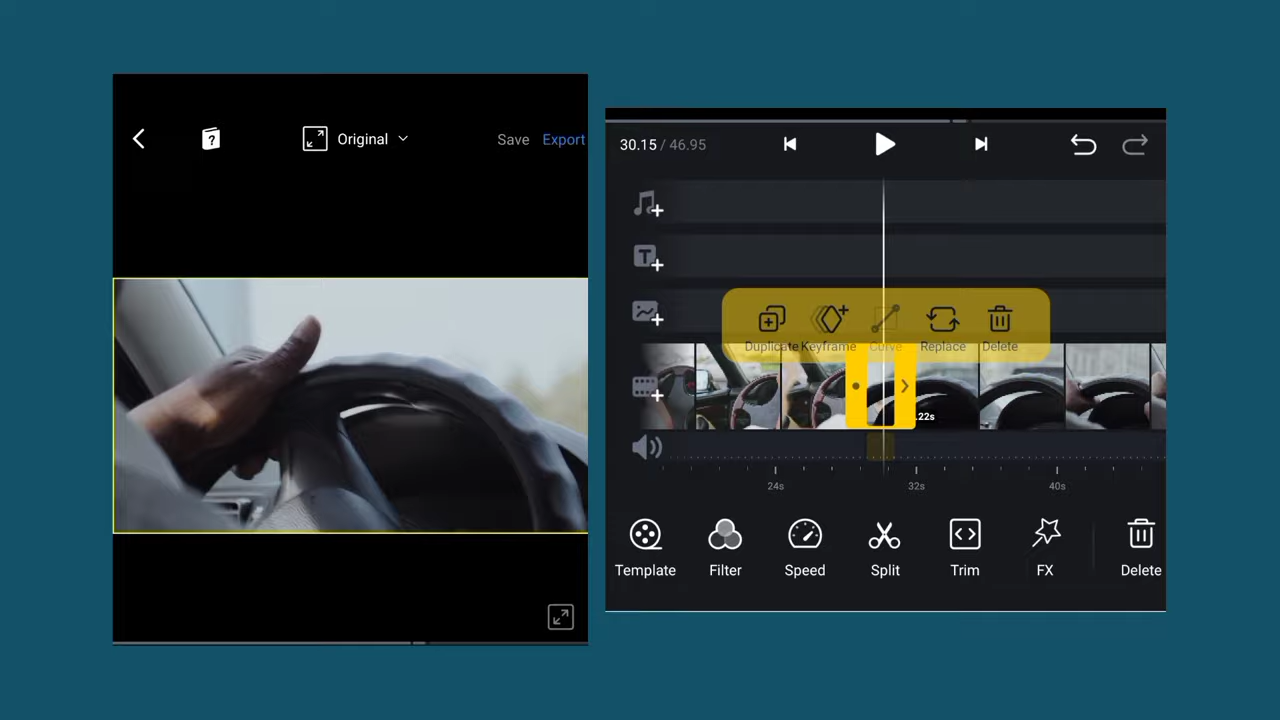 ?
Original
Save
Export
30.15 / 46.95
T
Duplicate
Keyframe
Curve
Replace
Delete
.22s
24s
32s
40s
Template
Filter
Speed
Split
Trim
FX
Delete